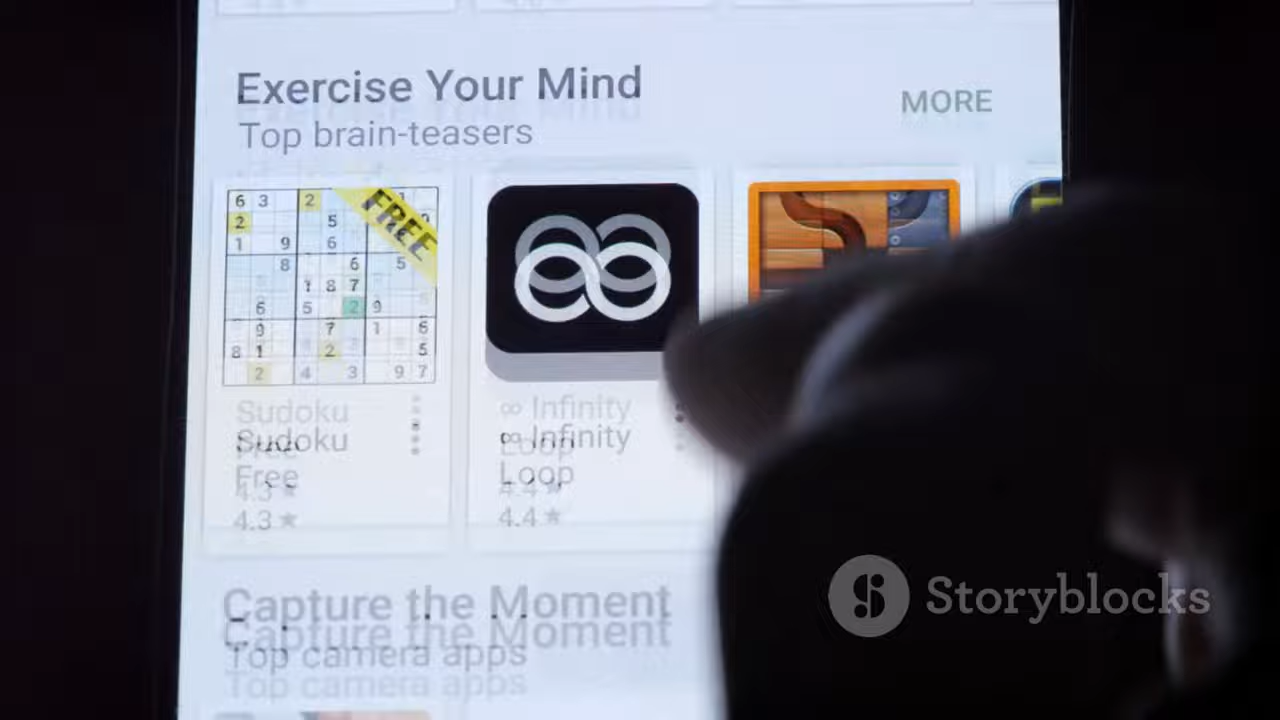 Exercise Your Mind
MORE
Top brain-teasers
FREE
Sudoku
Free
4.3 ★
∞ Infinity
Loop
4.4 ★
Capture the Moment
Top camera apps
Storyblocks